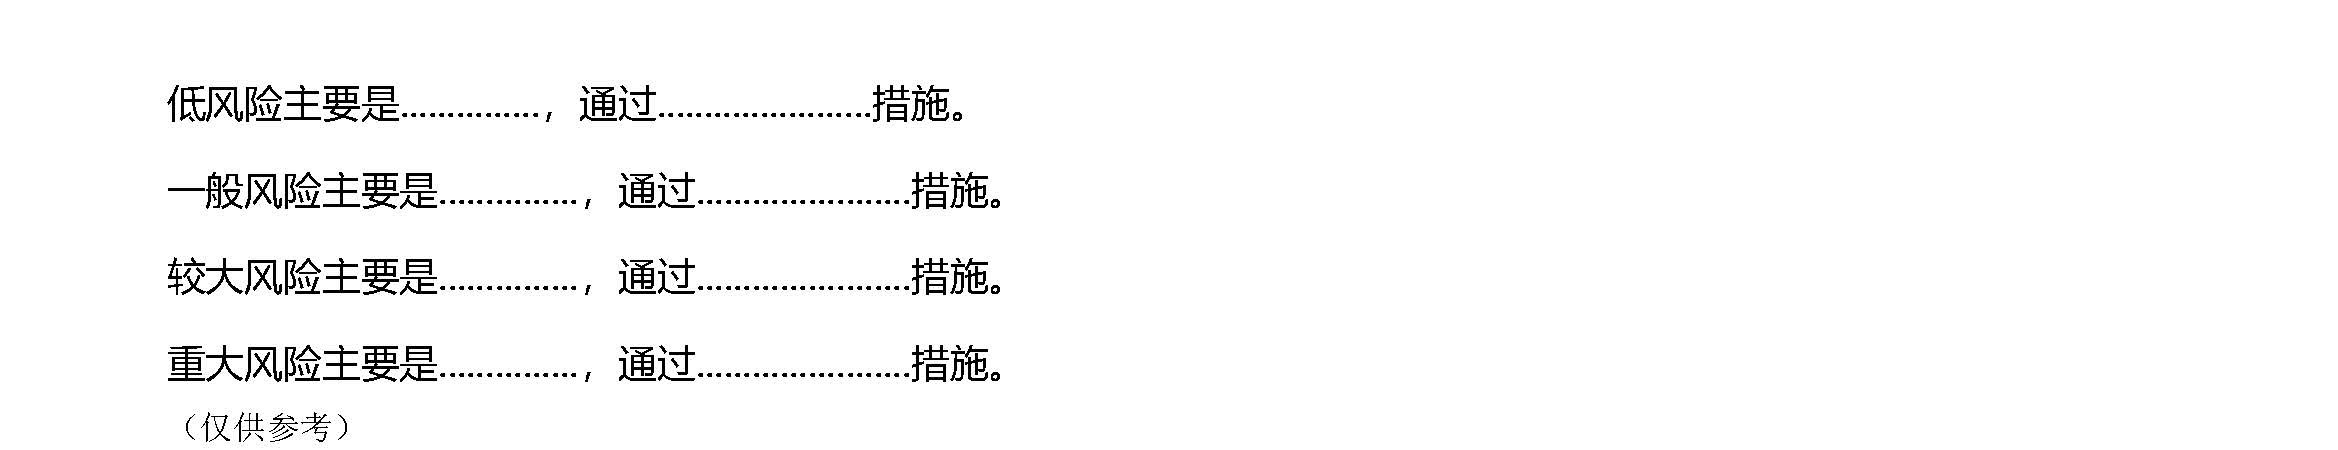 低风险主要是……………，通过…………………..措施。
一般风险主要是……………，通过…………………..措施。
较大风险主要是……………，通过…………………..措施。
重大风险主要是……………，通过…………………..措施。
（仅供参考）